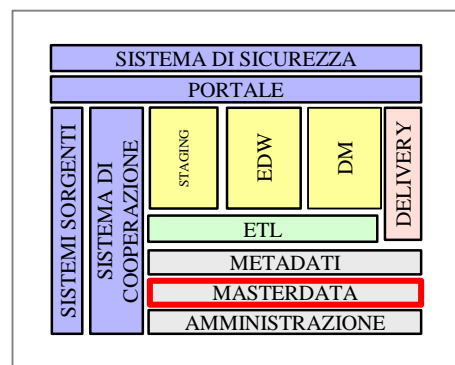 SISTEMA DI SICUREZZA
PORTALE
SISTEMI SORGENTI
SISTEMA DI
COOPERAZIONE
STAGING
EDW
DM
DELIVERY
ETL
METADATI
MASTERDATA
AMMINISTRAZIONE